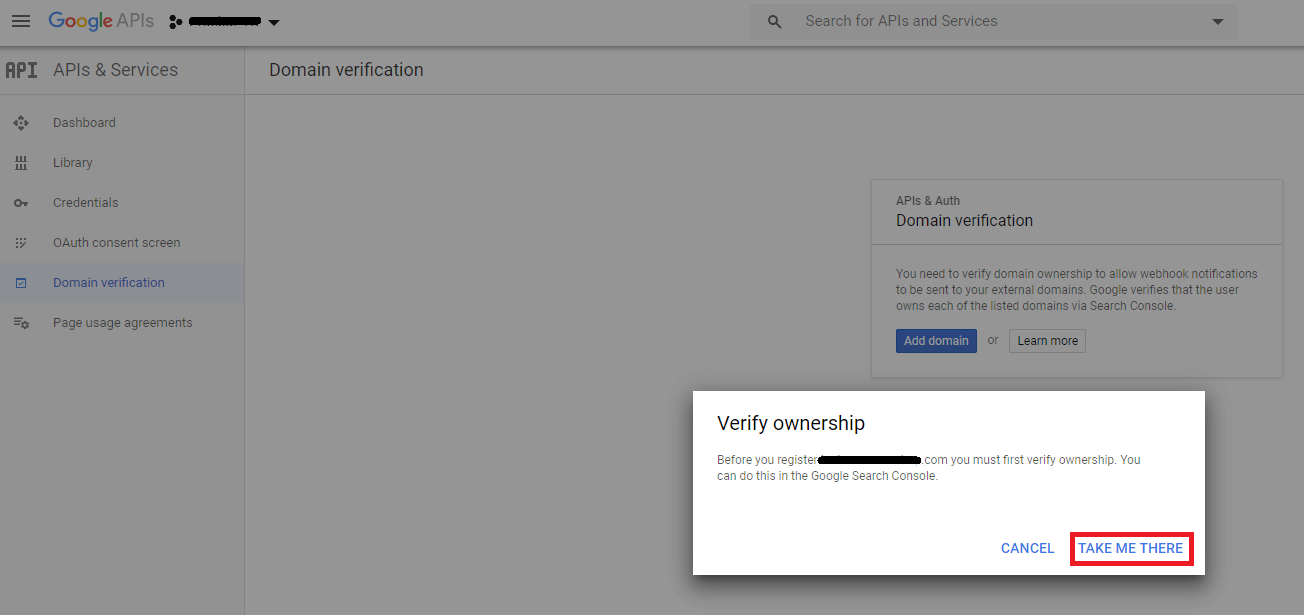 Google APIs
Search for APIs and Services
API APIs & Services
Domain verification
Dashboard
Library
Credentials
OAuth consent screen
Domain verification
Page usage agreements
APIs & Auth
Domain verification
You need to verify domain ownership to allow webhook notifications
to be sent to your external domains. Google verifies that the user
owns each of the listed domains via Search Console.
Add domain or Learn more
Verify ownership
Before you register .com you must first verify ownership. You
can do this in the Google Search Console.
CANCEL TAKE ME THERE